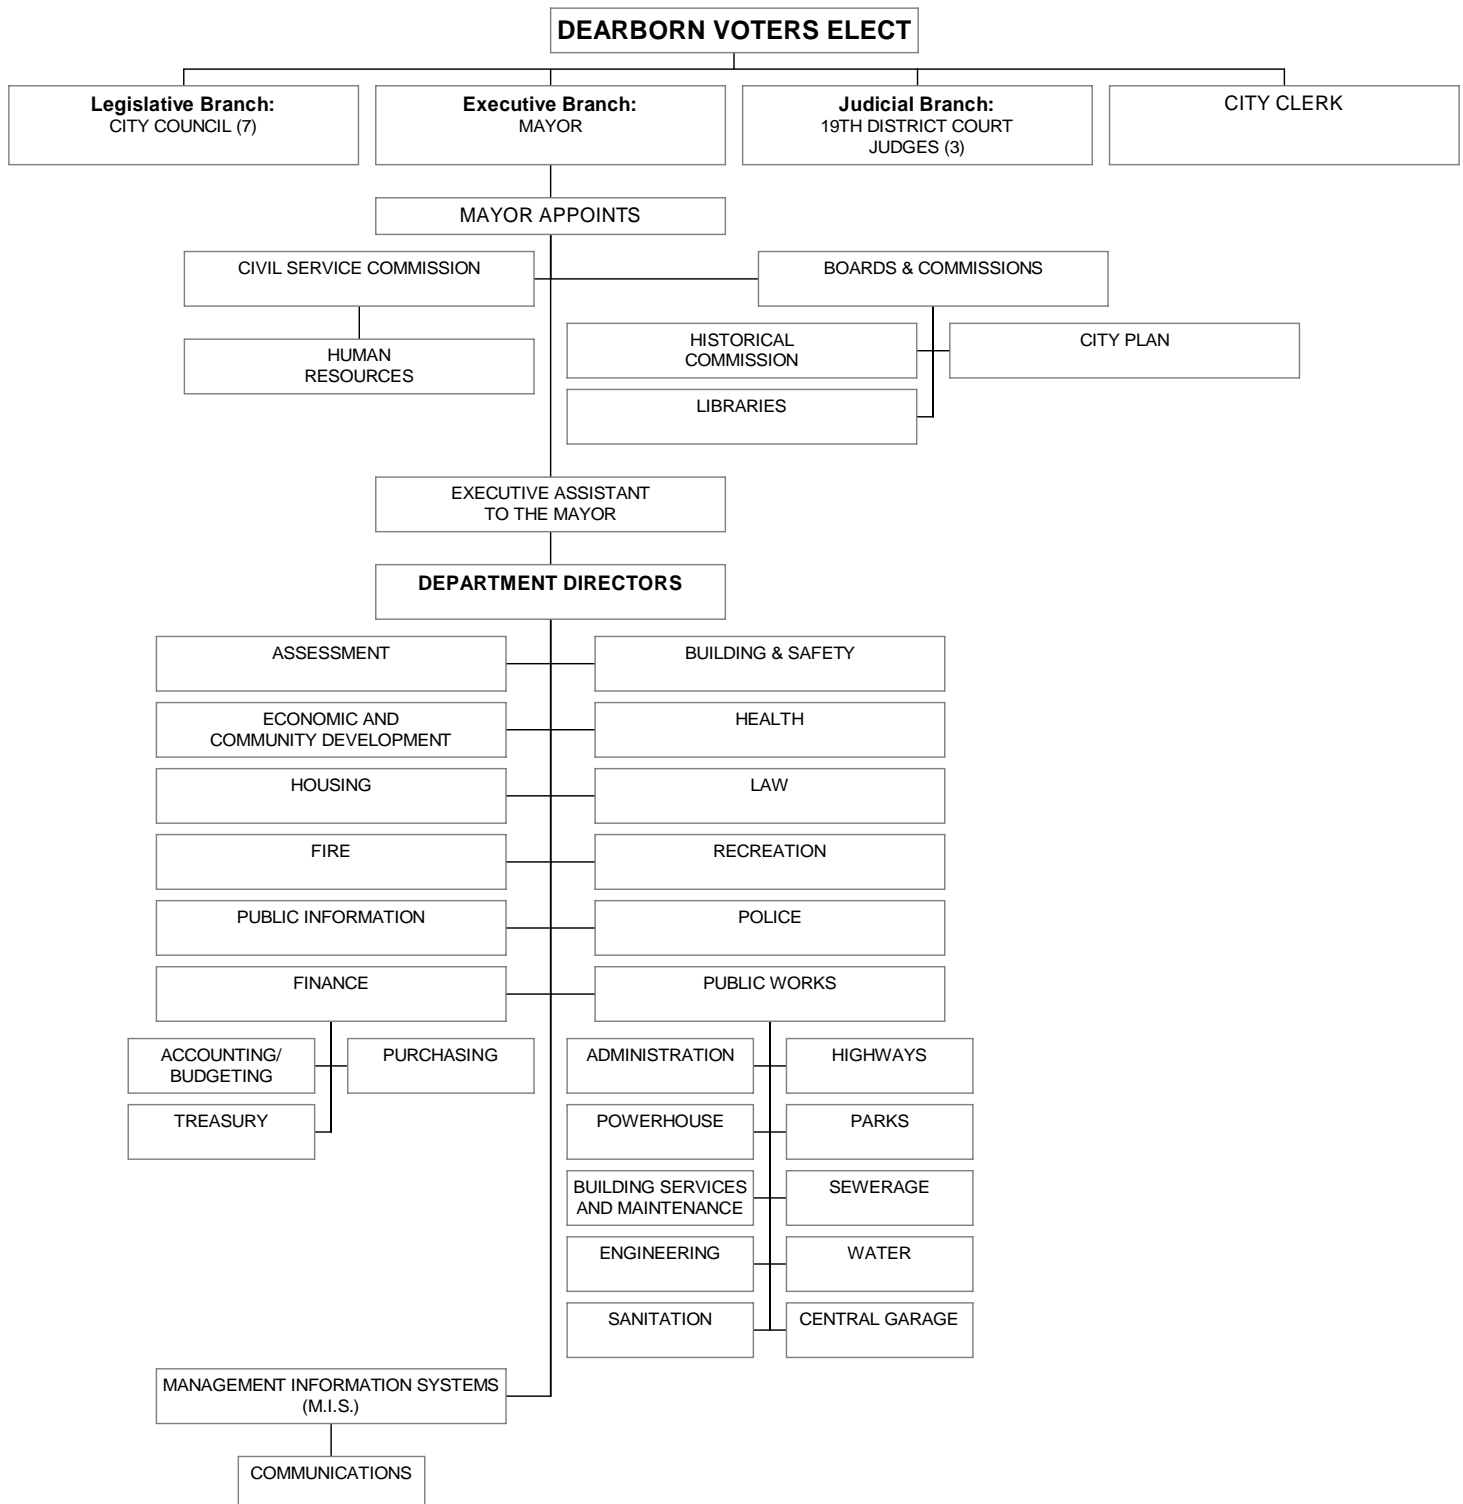 DEARBORN VOTERS ELECT
Legislative Branch:
CITY COUNCIL (7)
Executive Branch:
MAYOR
Judicial Branch:
19TH DISTRICT COURT
JUDGES (3)
CITY CLERK
MAYOR APPOINTS
CIVIL SERVICE COMMISSION
BOARDS & COMMISSIONS
HUMAN
RESOURCES
HISTORICAL
COMMISSION
CITY PLAN
LIBRARIES
EXECUTIVE ASSISTANT
TO THE MAYOR
DEPARTMENT DIRECTORS
ASSESSMENT
BUILDING & SAFETY
ECONOMIC AND
COMMUNITY DEVELOPMENT
HEALTH
HOUSING
LAW
FIRE
RECREATION
PUBLIC INFORMATION
POLICE
FINANCE
PUBLIC WORKS
ACCOUNTING/
BUDGETING
PURCHASING
ADMINISTRATION
HIGHWAYS
TREASURY
POWERHOUSE
PARKS
BUILDING SERVICES
AND MAINTENANCE
SEWERAGE
ENGINEERING
WATER
SANITATION
CENTRAL GARAGE
MANAGEMENT INFORMATION SYSTEMS
(M.I.S.)
COMMUNICATIONS